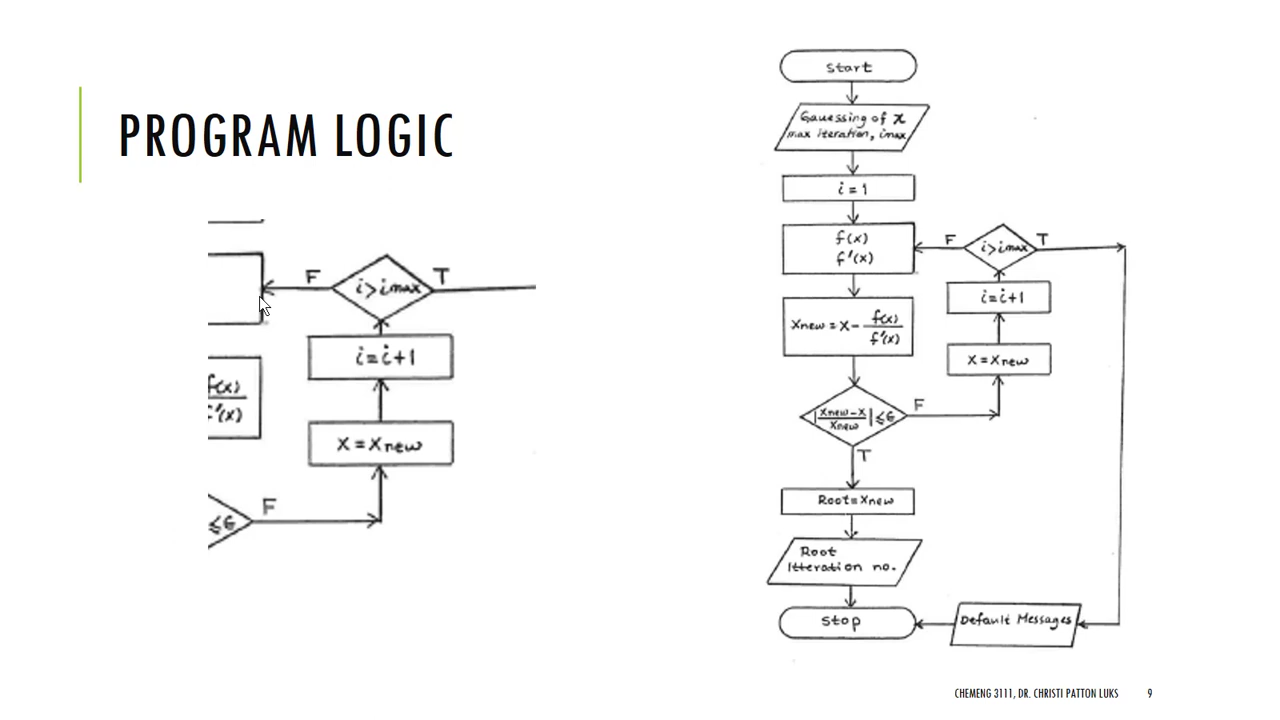 PROGRAM LOGIC
F
i>imax
T
i=i+1
f(x)
f'(x)
x=xnew
F
≤ϵ
start
Gauessing of x
max iteration, imax
i=1
f(x)
f'(x)
F
i>imax
T
i=i+1
xnew=x-f(x)/f'(x)
x=xnew
|xnew-x/xnew|≤ϵ
F
T
Root=xnew
Root
Itteration no.
Stop
Default Messages
CHEMENG 3111, DR. CHRISTI PATTON LUKS
9